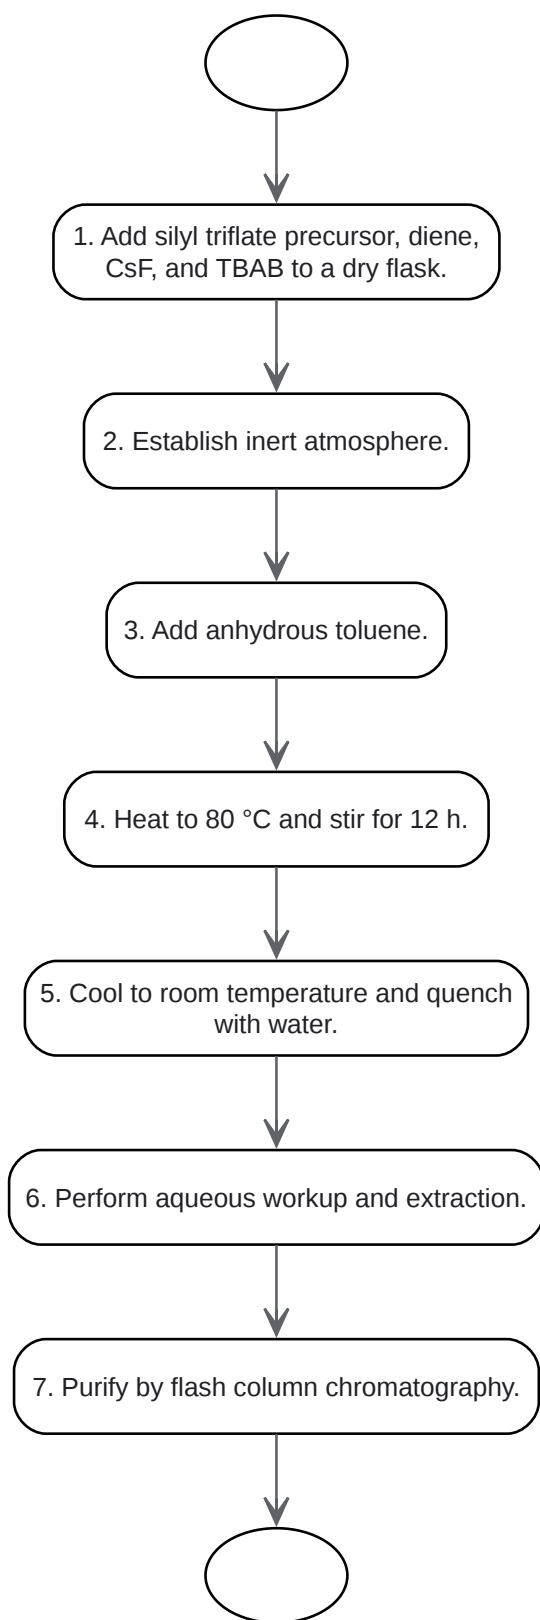 1. Add silyl triflate precursor, diene,
CsF, and TBAB to a dry flask.
2. Establish inert atmosphere.
3. Add anhydrous toluene.
4. Heat to 80 °C and stir for 12 h.
5. Cool to room temperature and quench
with water.
6. Perform aqueous workup and extraction.
7. Purify by flash column chromatography.